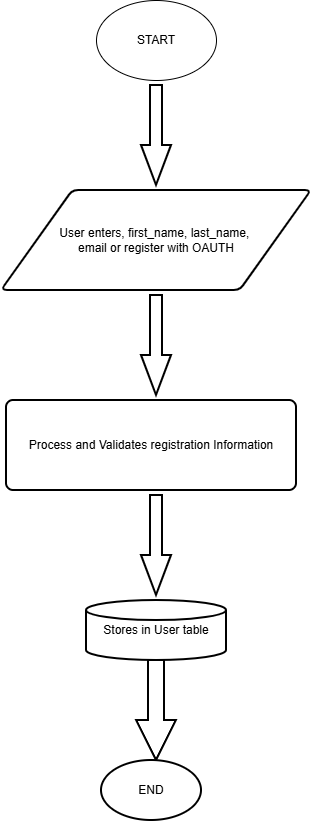 START
User enters, first_name, last_name,
email or register with OAUTH
Process and Validates registration Information
Stores in User table
END